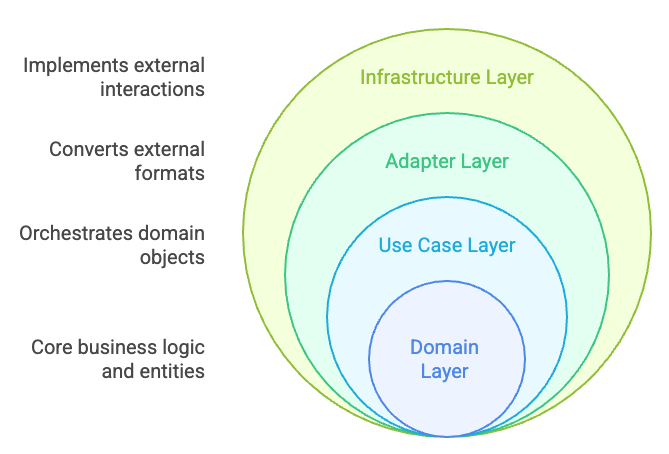 Implements external
interactions
Infrastructure Layer
Converts external
formats
Adapter Layer
Orchestrates domain
objects
Use Case Layer
Core business logic
and entities
Domain
Layer